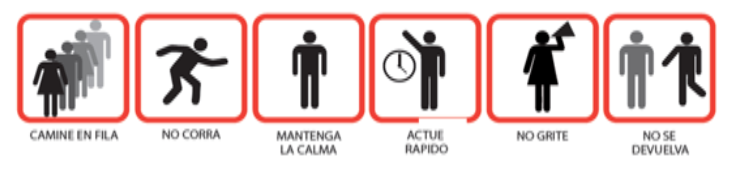 CAMINE EN FILA
NO CORRA
MANTENGA
LA CALMA
ACTUE
RAPIDO
NO GRITE
NO SE
DEVUELVA